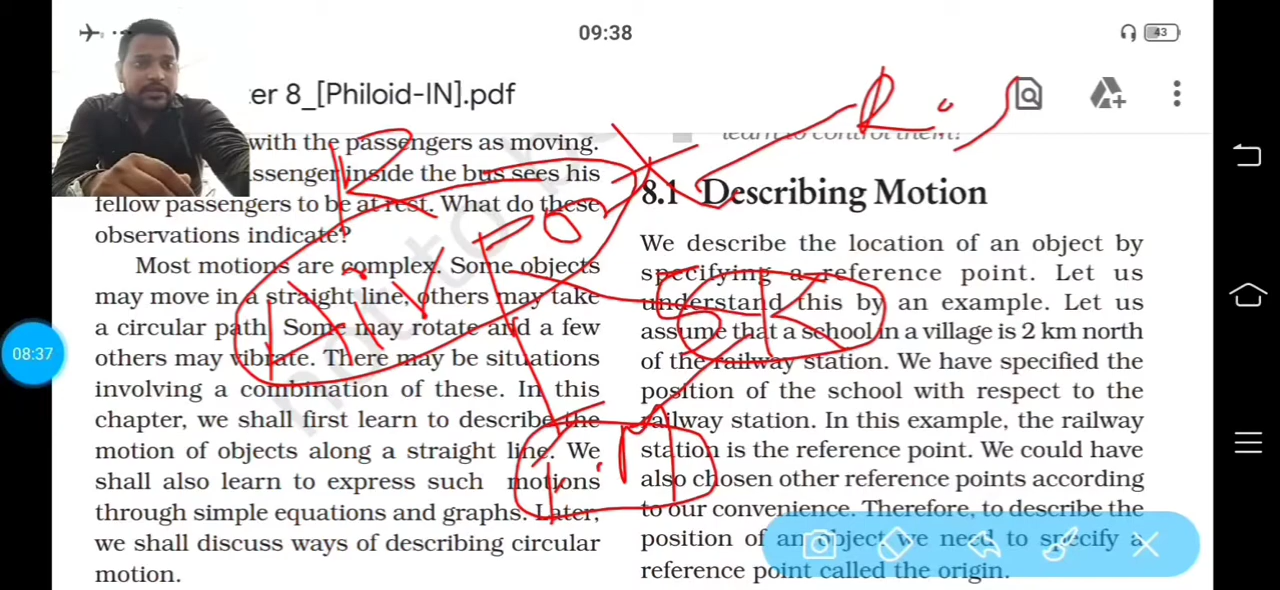 09:38
43
er 8_[Philoid-IN].pdf
with the passengers as moving.
assenger inside the bus sees his
fellow passengers to be at rest. What do these
observations indicate?
Most motions are complex. Some objects
may move in a straight line, others may take
a circular path. Some may rotate and a few
others may vibrate. There may be situations
involving a combination of these. In this
chapter, we shall first learn to describe the
motion of objects along a straight line. We
shall also learn to express such motions
through simple equations and graphs. Later,
we shall discuss ways of describing circular
motion.
learn to control them?
8.1 Describing Motion
We describe the location of an object by
specifying a reference point. Let us
understand this by an example. Let us
assume that a school in a village is 2 km north
of the railway station. We have specified the
position of the school with respect to the
railway station. In this example, the railway
station is the reference point. We could have
also chosen other reference points according
to our convenience. Therefore, to describe the
position of an object we need to specify a
reference point called the origin.
08:37